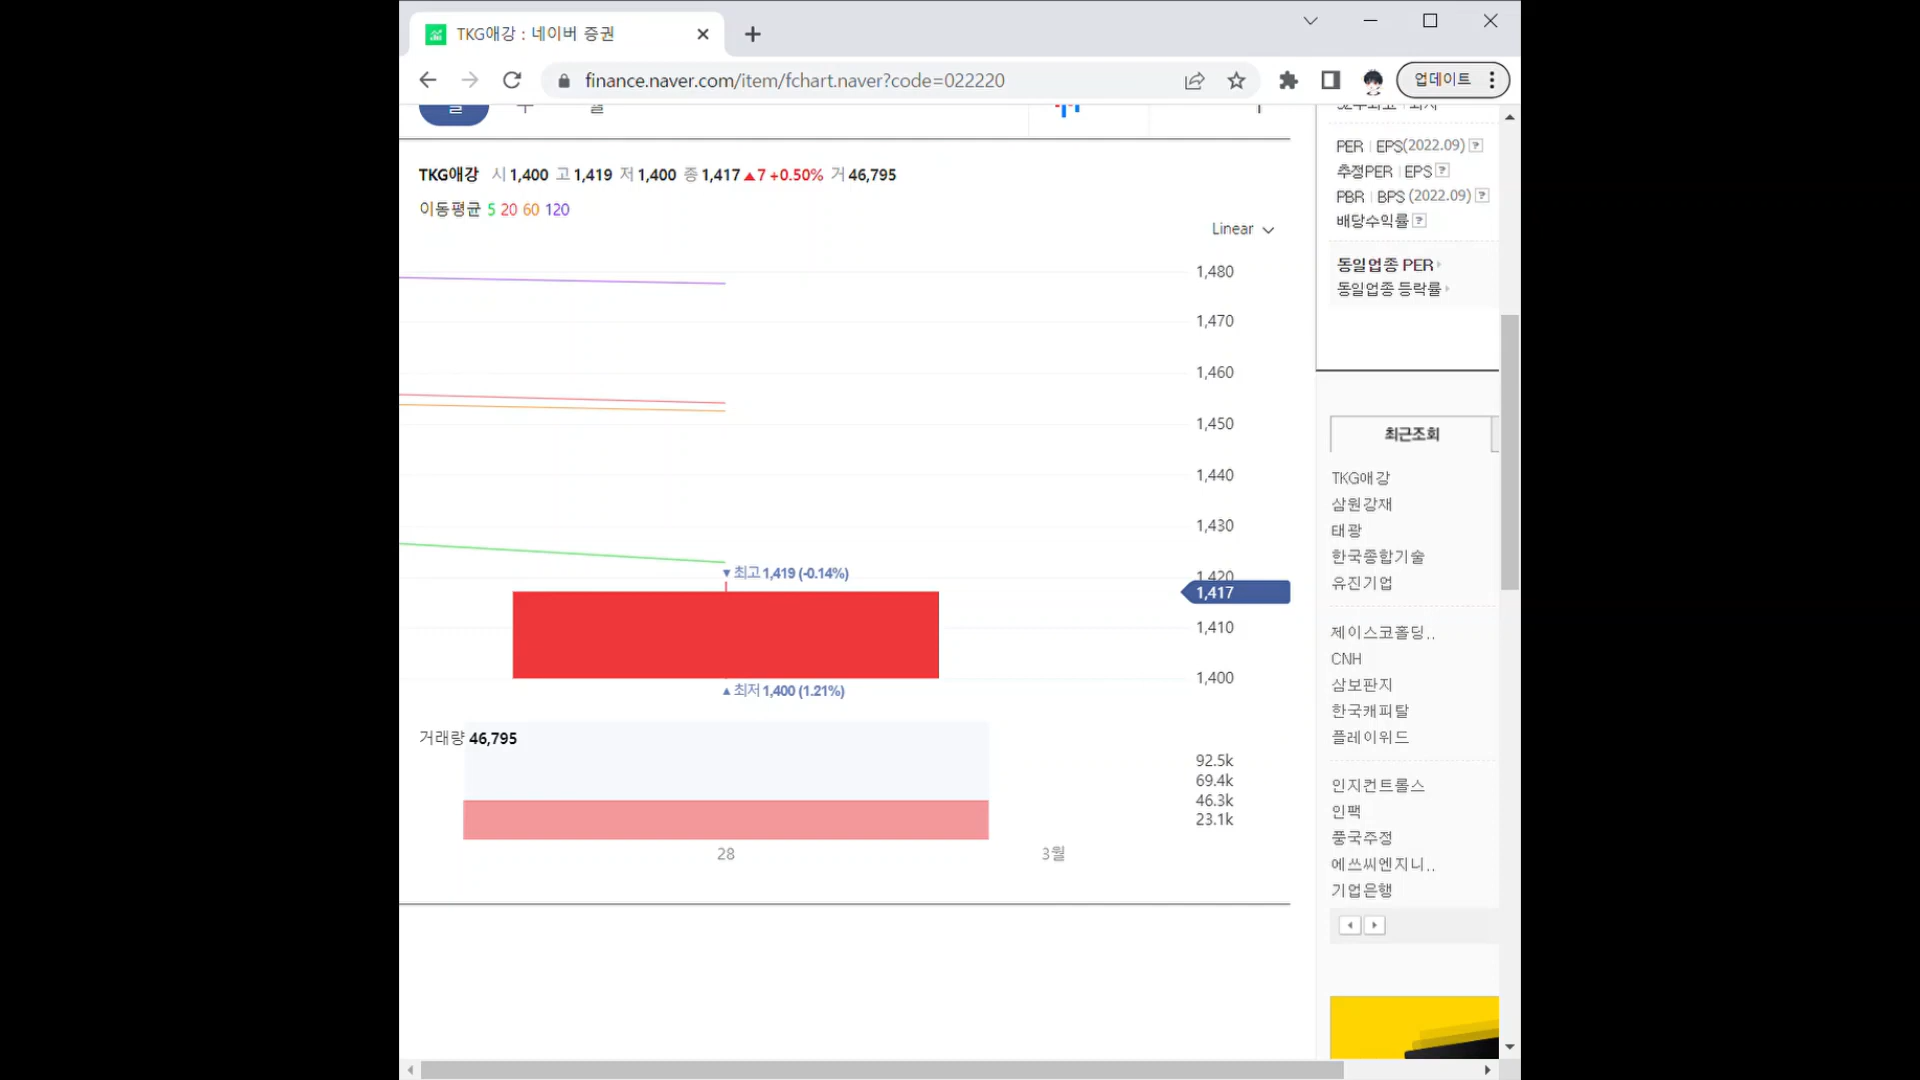 TKG애강 : 네이버 증권
finance.naver.com/item/fchart.naver?code=022220
업데이트
TKG애강 시 1,400 고 1,419 저 1,400 종 1,417 ▲7 +0.50% 거 46,795
이동평균 5 20 60 120
Linear
1,480
1,470
1,460
1,450
1,440
1,430
1,420
1,417
1,410
1,400
▼최고 1,419 (-0.14%)
▲최저 1,400 (1.21%)
거래량 46,795
92.5k
69.4k
46.3k
23.1k
28
3월
PER | EPS(2022.09) ?
추정PER | EPS ?
PBR | BPS (2022.09) ?
배당수익률 ?
동일업종 PER
동일업종 등락률
최근조회
TKG애강
삼원강재
태광
한국종합기술
유진기업
제이스코홀딩..
CNH
삼보판지
한국캐피탈
플레이위드
인지컨트롤스
인팩
풍국주정
에쓰씨엔지니..
기업은행